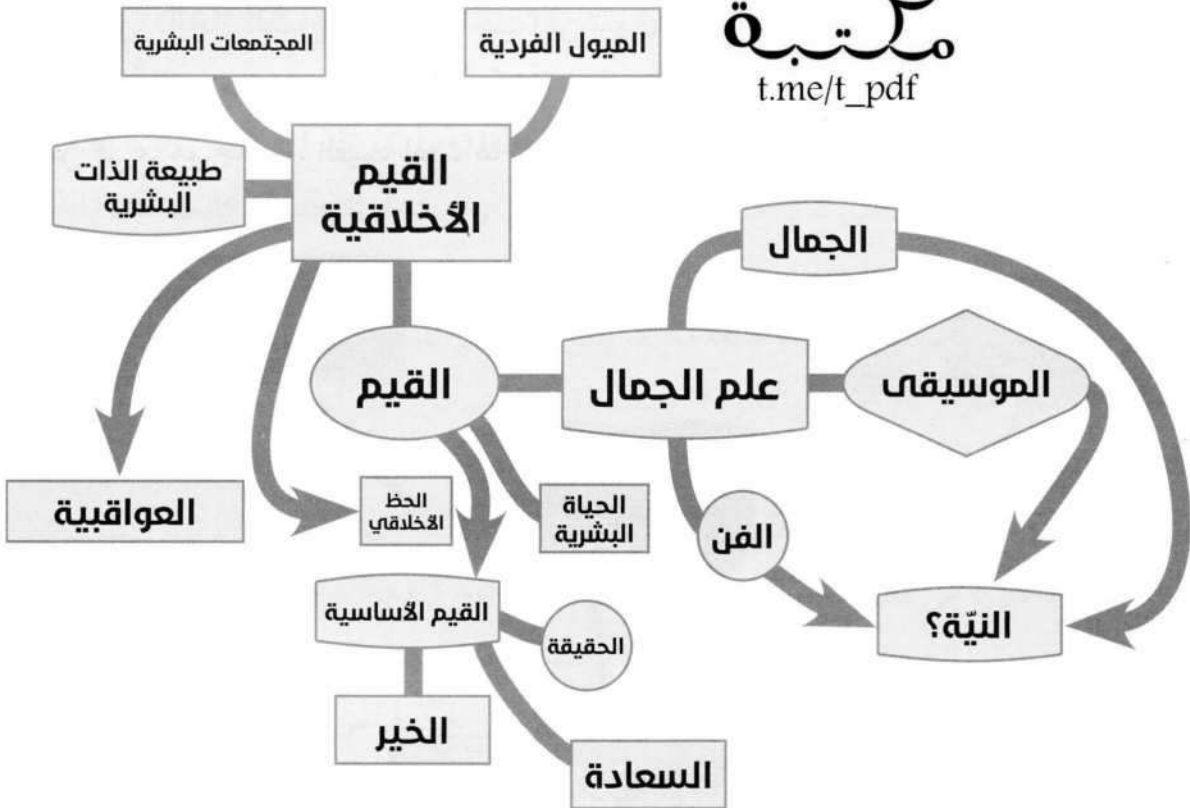 مكتبة
t.me/t_pdf
الميول الفردية
المجتمعات البشرية
القيم
الأخلاقية
طبيعة الذات
البشرية
الجمال
الموسيقى
علم الجمال
القيم
العواقبية
الحظ
الأخلاقي
الحياة
البشرية
الفن
النيّة؟
القيم الأساسية
الحقيقة
الخير
السعادة